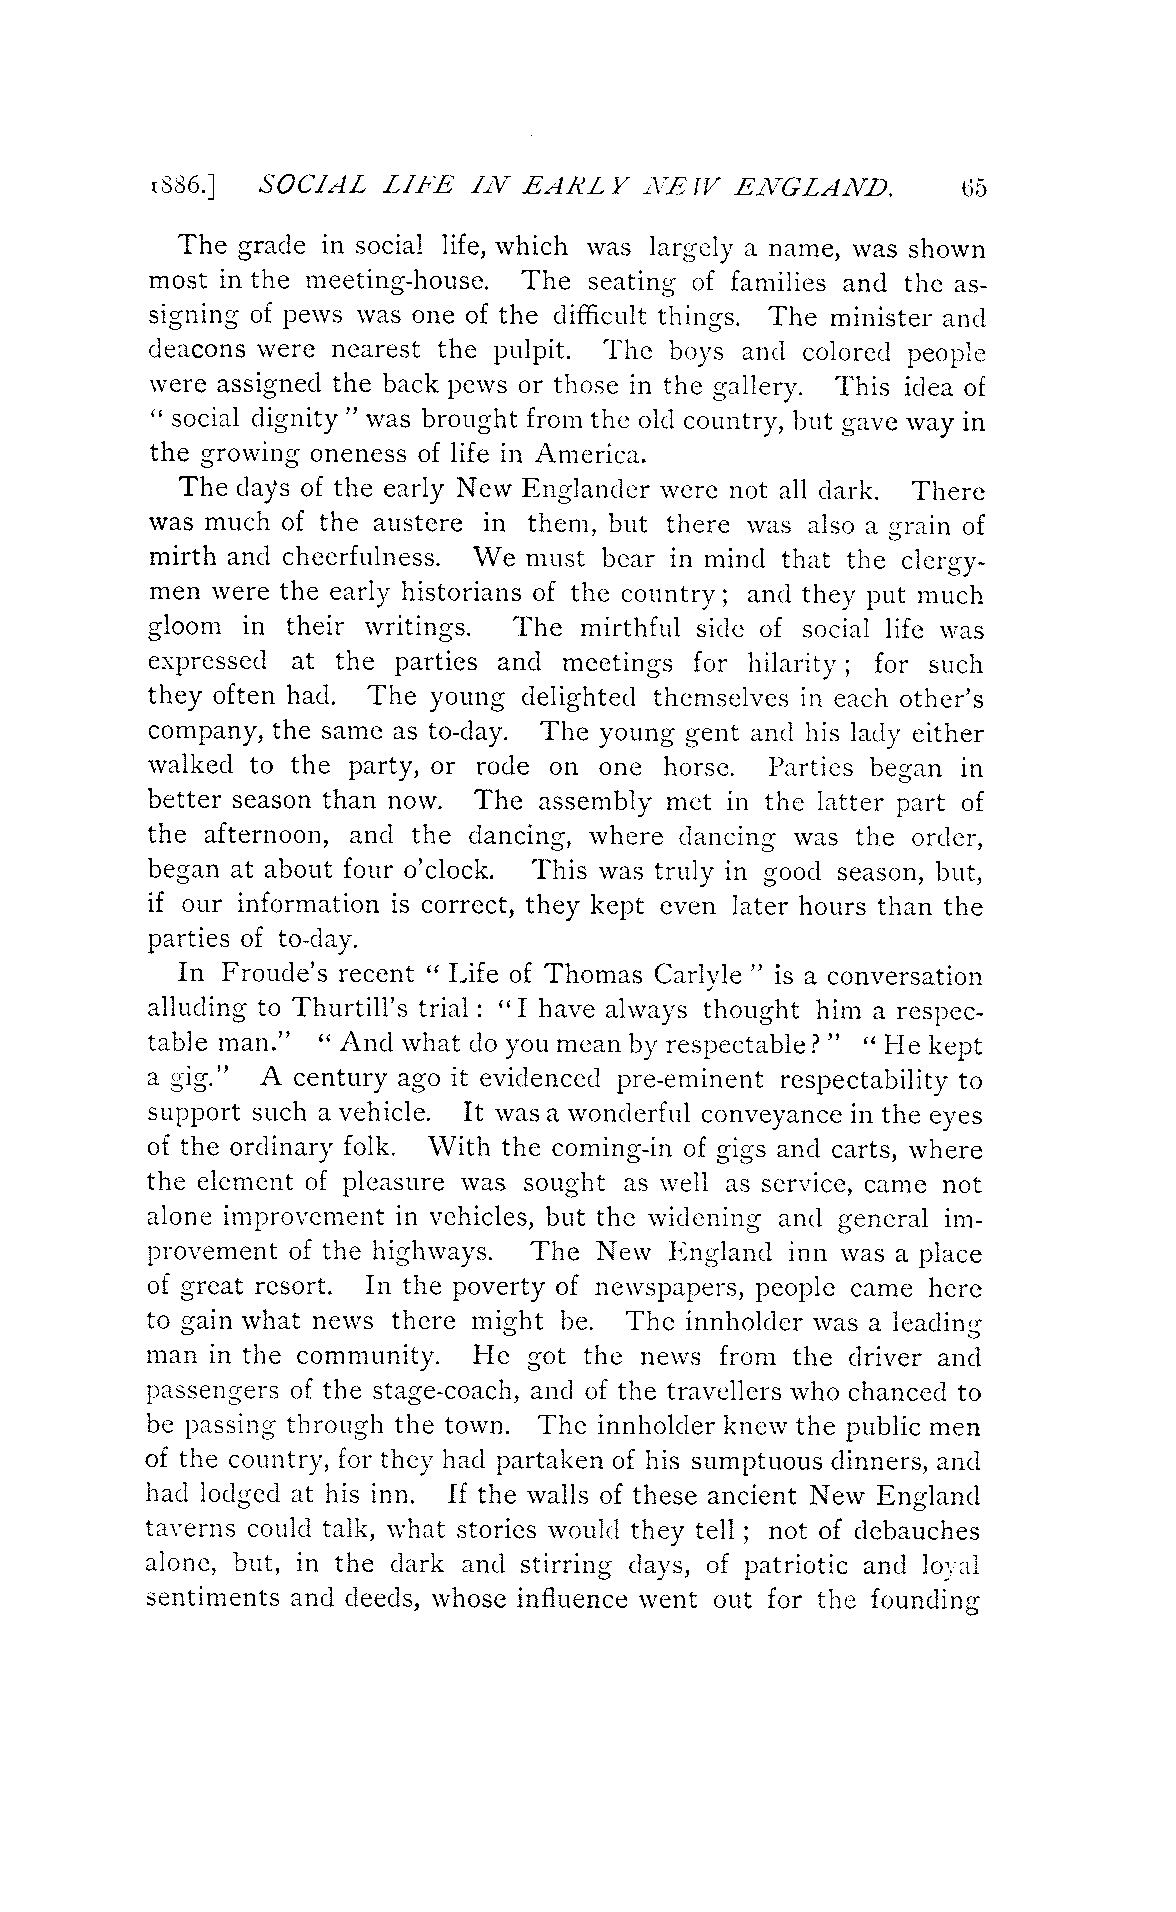 1886.] SOCIAL LIFE IN EARLY NEW ENGLAND. 65
The grade in social life, which was largely a name, was shown
most in the meeting-house. The seating of families and the as-
signing of pews was one of the difficult things. The minister and
deacons were nearest the pulpit. The boys and colored people
were assigned the back pews or those in the gallery. This idea of
" social dignity " was brought from the old country, but gave way in
the growing oneness of life in America.
The days of the early New Englander were not all dark. There
was much of the austere in them, but there was also a grain of
mirth and cheerfulness. We must bear in mind that the clergy-
men were the early historians of the country ; and they put much
gloom in their writings. The mirthful side of social life was
expressed at the parties and meetings for hilarity ; for such
they often had. The young delighted themselves in each other's
company, the same as to-day. The young gent and his lady either
walked to the party, or rode on one horse. Parties began in
better season than now. The assembly met in the latter part of
the afternoon, and the dancing, where dancing was the order,
began at about four o'clock. This was truly in good season, but,
if our information is correct, they kept even later hours than the
parties of to-day.
In Froude's recent " Life of Thomas Carlyle " is a conversation
alluding to Thurtill's trial : " I have always thought him a respec-
table man." " And what do you mean by respectable ? " " He kept
a gig." A century ago it evidenced pre-eminent respectability to
support such a vehicle. It was a wonderful conveyance in the eyes
of the ordinary folk. With the coming-in of gigs and carts, where
the element of pleasure was sought as well as service, came not
alone improvement in vehicles, but the widening and general im-
provement of the highways. The New England inn was a place
of great resort. In the poverty of newspapers, people came here
to gain what news there might be. The innholder was a leading
man in the community. He got the news from the driver and
passengers of the stage-coach, and of the travellers who chanced to
be passing through the town. The innholder knew the public men
of the country, for they had partaken of his sumptuous dinners, and
had lodged at his inn. If the walls of these ancient New England
taverns could talk, what stories would they tell ; not of debauches
alone, but, in the dark and stirring days, of patriotic and loyal
sentiments and deeds, whose influence went out for the founding